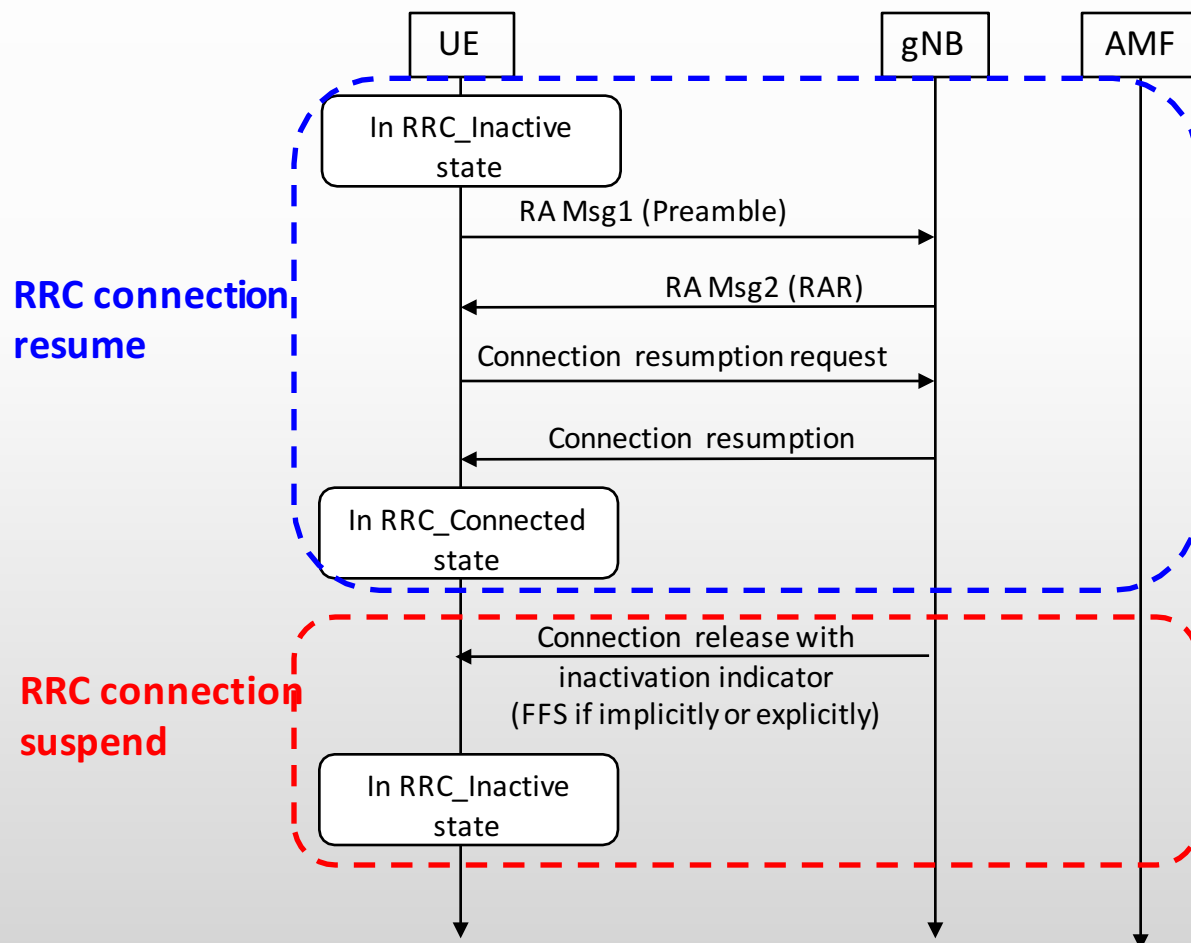 UE
gNB
AMF
In RRC_Inactive
state
RA Msg1 (Preamble)
RA Msg2 (RAR)
RRC connection
resume
Connection resumption request
Connection resumption
In RRC_Connected
state
Connection release with
inactivation indicator
(FFS if implicitly or explicitly)
RRC connection
suspend
In RRC_Inactive
state